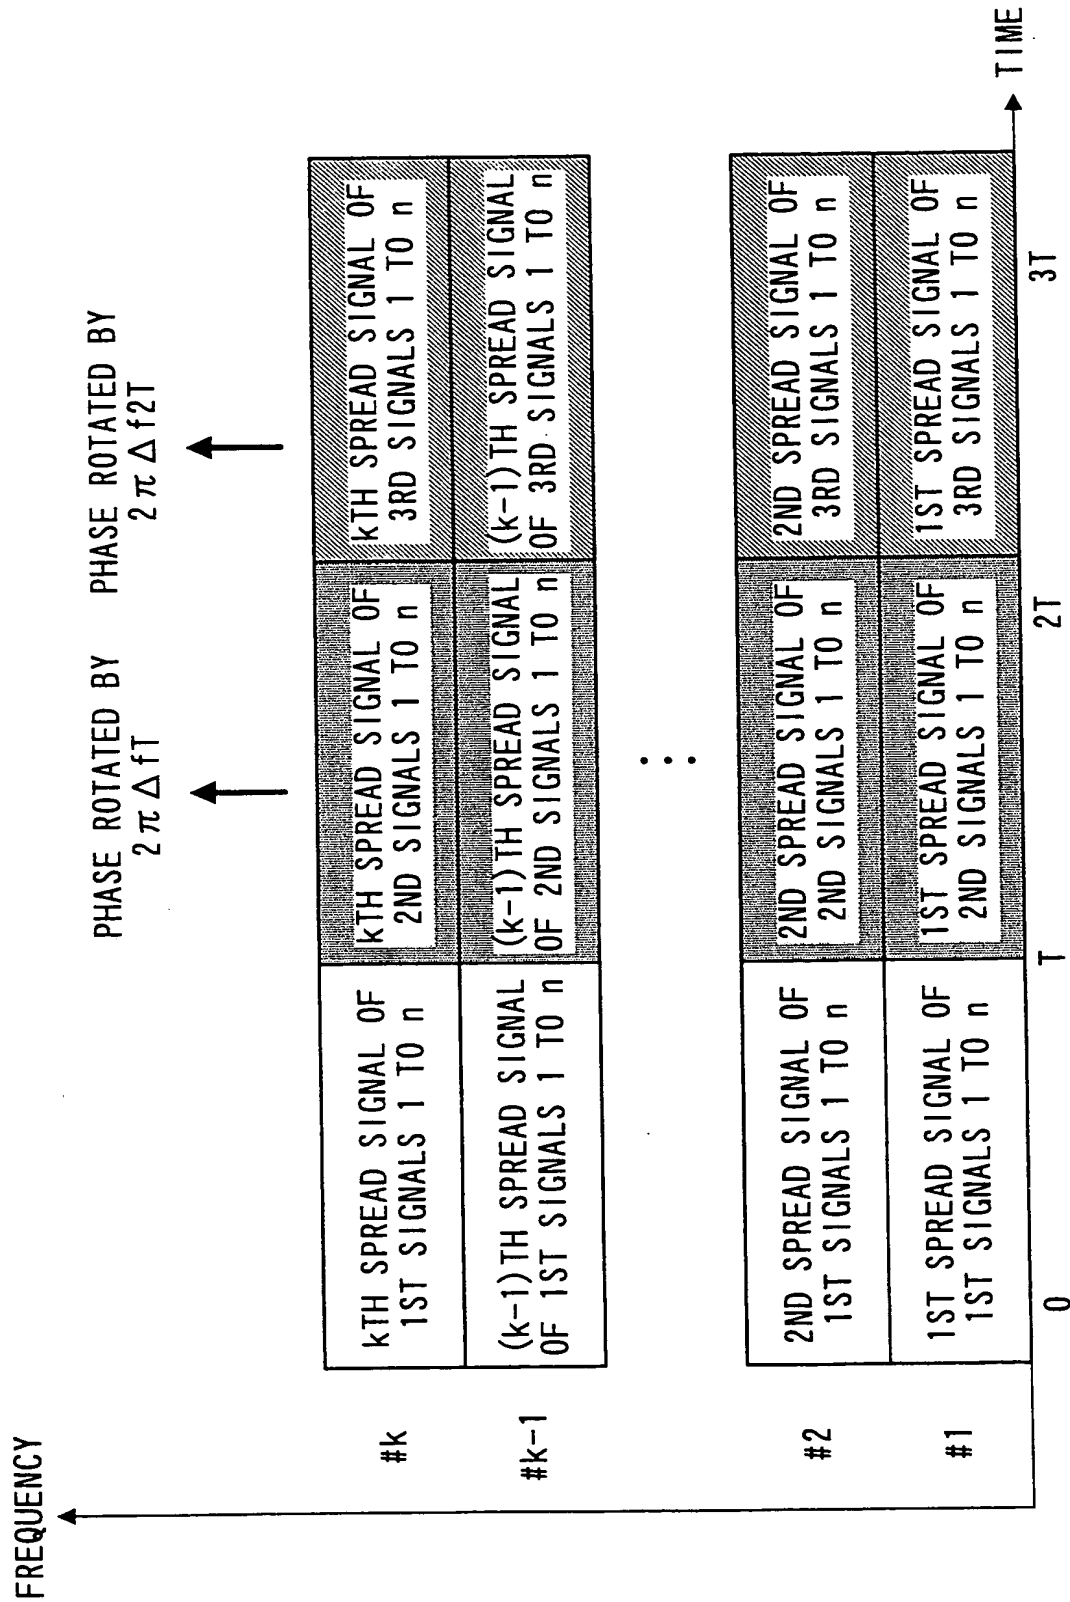 FREQUENCY
PHASE ROTATED BY
2πΔfT
PHASE ROTATED BY
2πΔf2T
#k
kTH SPREAD SIGNAL OF
1ST SIGNALS 1 TO n
kTH SPREAD SIGNAL OF
2ND SIGNALS 1 TO n
kTH SPREAD SIGNAL OF
3RD SIGNALS 1 TO n
#k-1
(k-1)TH SPREAD SIGNAL
OF 1ST SIGNALS 1 TO n
(k-1)TH SPREAD SIGNAL
OF 2ND SIGNALS 1 TO n
(k-1)TH SPREAD SIGNAL
OF 3RD SIGNALS 1 TO n
#2
2ND SPREAD SIGNAL OF
1ST SIGNALS 1 TO n
2ND SPREAD SIGNAL OF
2ND SIGNALS 1 TO n
2ND SPREAD SIGNAL OF
3RD SIGNALS 1 TO n
#1
1ST SPREAD SIGNAL OF
1ST SIGNALS 1 TO n
1ST SPREAD SIGNAL OF
2ND SIGNALS 1 TO n
1ST SPREAD SIGNAL OF
3RD SIGNALS 1 TO n
0
T
2T
3T
TIME